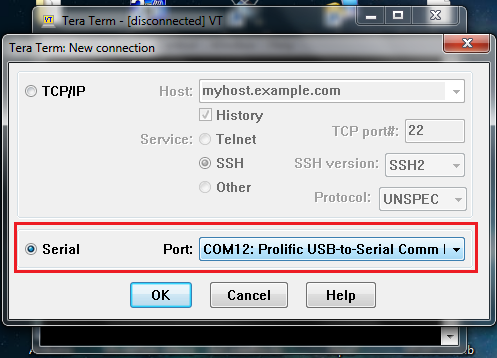 Tera Term - [disconnected] VT
Tera Term: New connection
TCP/IP
Host: myhost.example.com
History
Service: Telnet
TCP port#: 22
SSH
SSH version: SSH2
Other
Protocol: UNSPEC
Serial
Port: COM12: Prolific USB-to-Serial Comm
OK
Cancel
Help